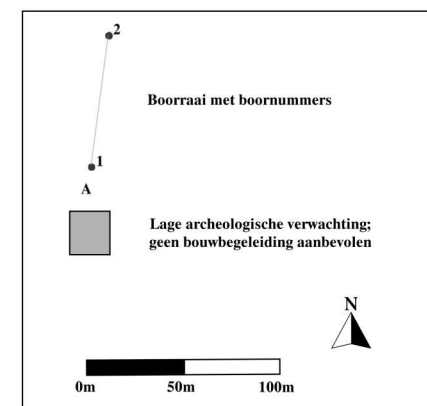 2
Boorraai met boornummers
1
A
Lage archeologische verwachting;
geen bouwbegeleiding aanbevolen
N
0m 50m 100m